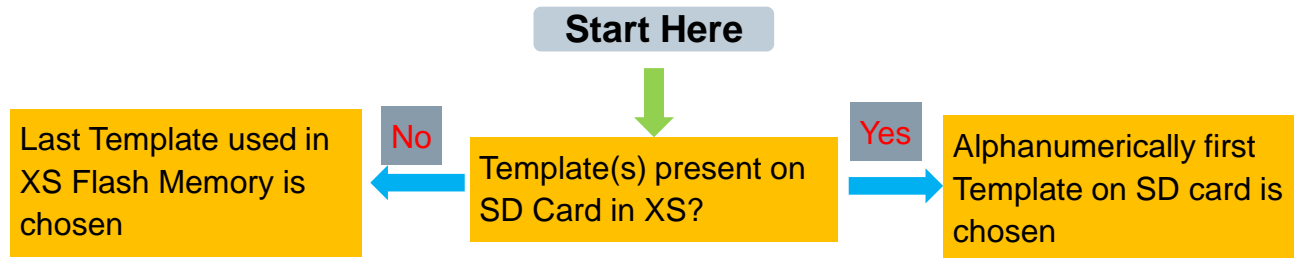 Start Here
No
Last Template used in
XS Flash Memory is
chosen
Template(s) present on
SD Card in XS?
Yes
Alphanumerically first
Template on SD card is
chosen